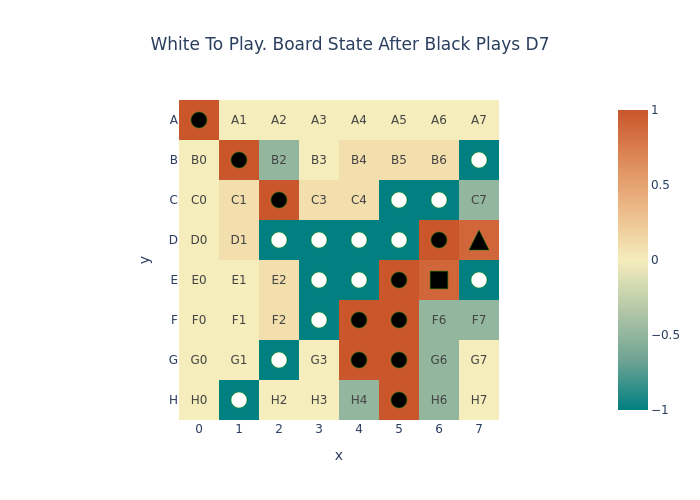 White To Play. Board State After Black Plays D7
A A1 A2 A3 A4 A5 A6 A7
B B0 B2 B3 B4 B5 B6
C C0 C1 C3 C4 C7
D D0 D1
E E0 E1 E2
F F0 F1 F2 F6 F7
G G0 G1 G3 G6 G7
H H0 H2 H3 H4 H6 H7
0 1 2 3 4 5 6 7
x
y
1
0.5
0
−0.5
−1